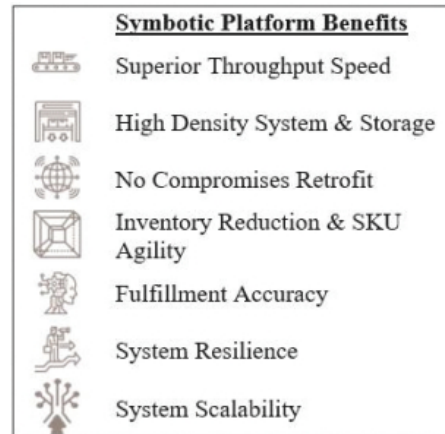 Symbotic Platform Benefits
Superior Throughput Speed
High Density System & Storage
No Compromises Retrofit
Inventory Reduction & SKU
Agility
Fulfillment Accuracy
System Resilience
System Scalability